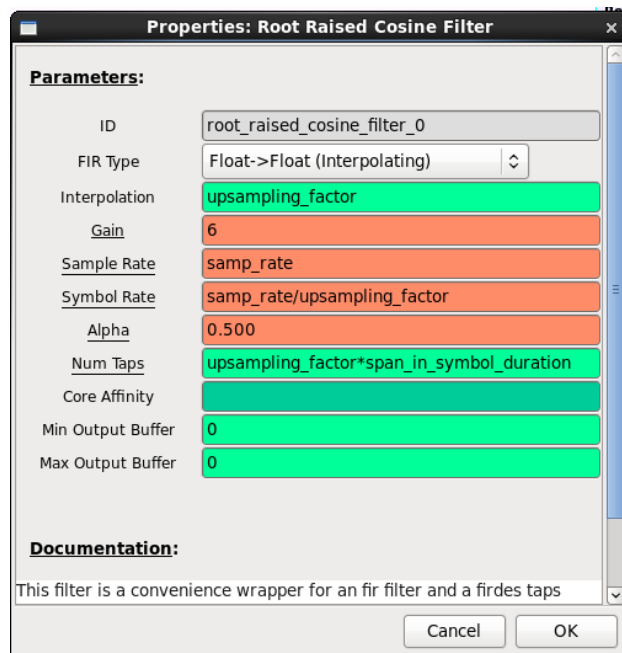 Properties: Root Raised Cosine Filter
Parameters:
ID root_raised_cosine_filter_0
FIR Type Float->Float (Interpolating)
Interpolation upsampling_factor
Gain 6
Sample Rate samp_rate
Symbol Rate samp_rate/upsampling_factor
Alpha 0.500
Num Taps upsampling_factor*span_in_symbol_duration
Core Affinity
Min Output Buffer 0
Max Output Buffer 0
Documentation:
This filter is a convenience wrapper for an fir filter and a firdes taps
Cancel OK